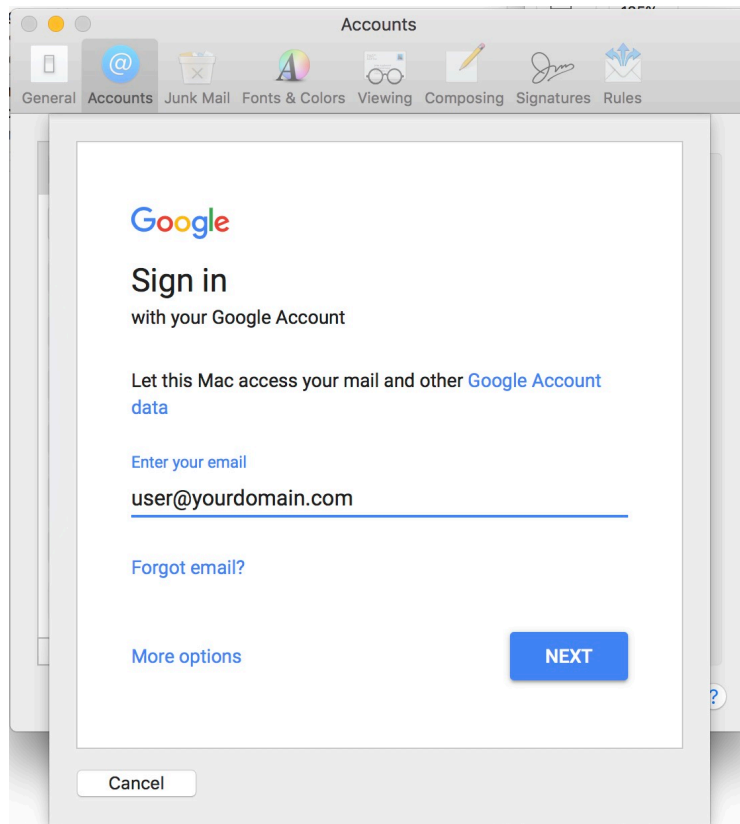 Accounts
General Accounts Junk Mail Fonts & Colors Viewing Composing Signatures Rules
Google
Sign in
with your Google Account
Let this Mac access your mail and other Google Account
data
Enter your email
user@yourdomain.com
Forgot email?
More options
NEXT
?
Cancel